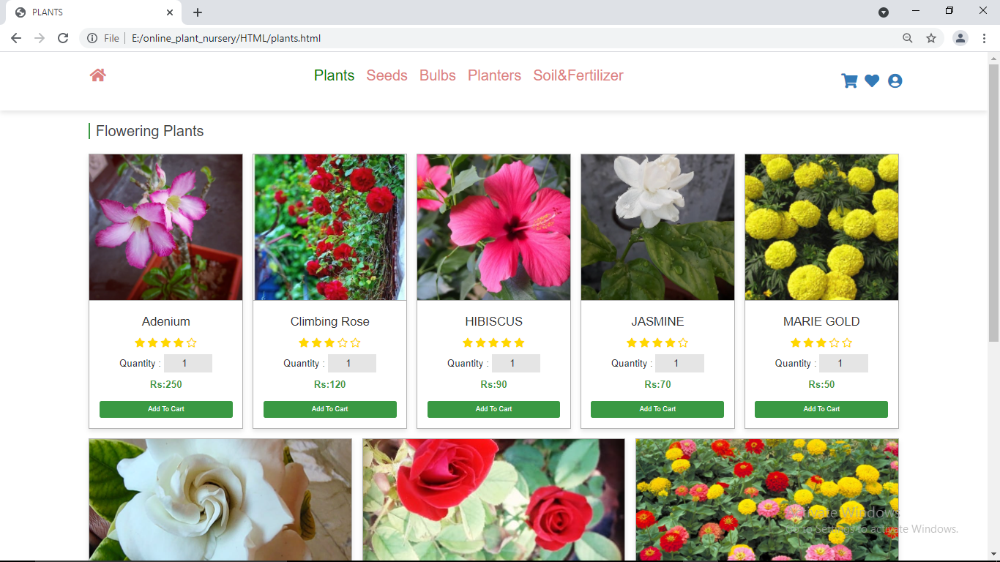 PLANTS
File E:/online_plant_nursery/HTML/plants.html
Plants Seeds Bulbs Planters Soil&Fertilizer
Flowering Plants
Adenium
Quantity : 1
Rs:250
Add To Cart
Climbing Rose
Quantity : 1
Rs:120
Add To Cart
HIBISCUS
Quantity : 1
Rs:90
Add To Cart
JASMINE
Quantity : 1
Rs:70
Add To Cart
MARIE GOLD
Quantity : 1
Rs:50
Add To Cart
Activate Windows
Go to Settings to activate Windows.